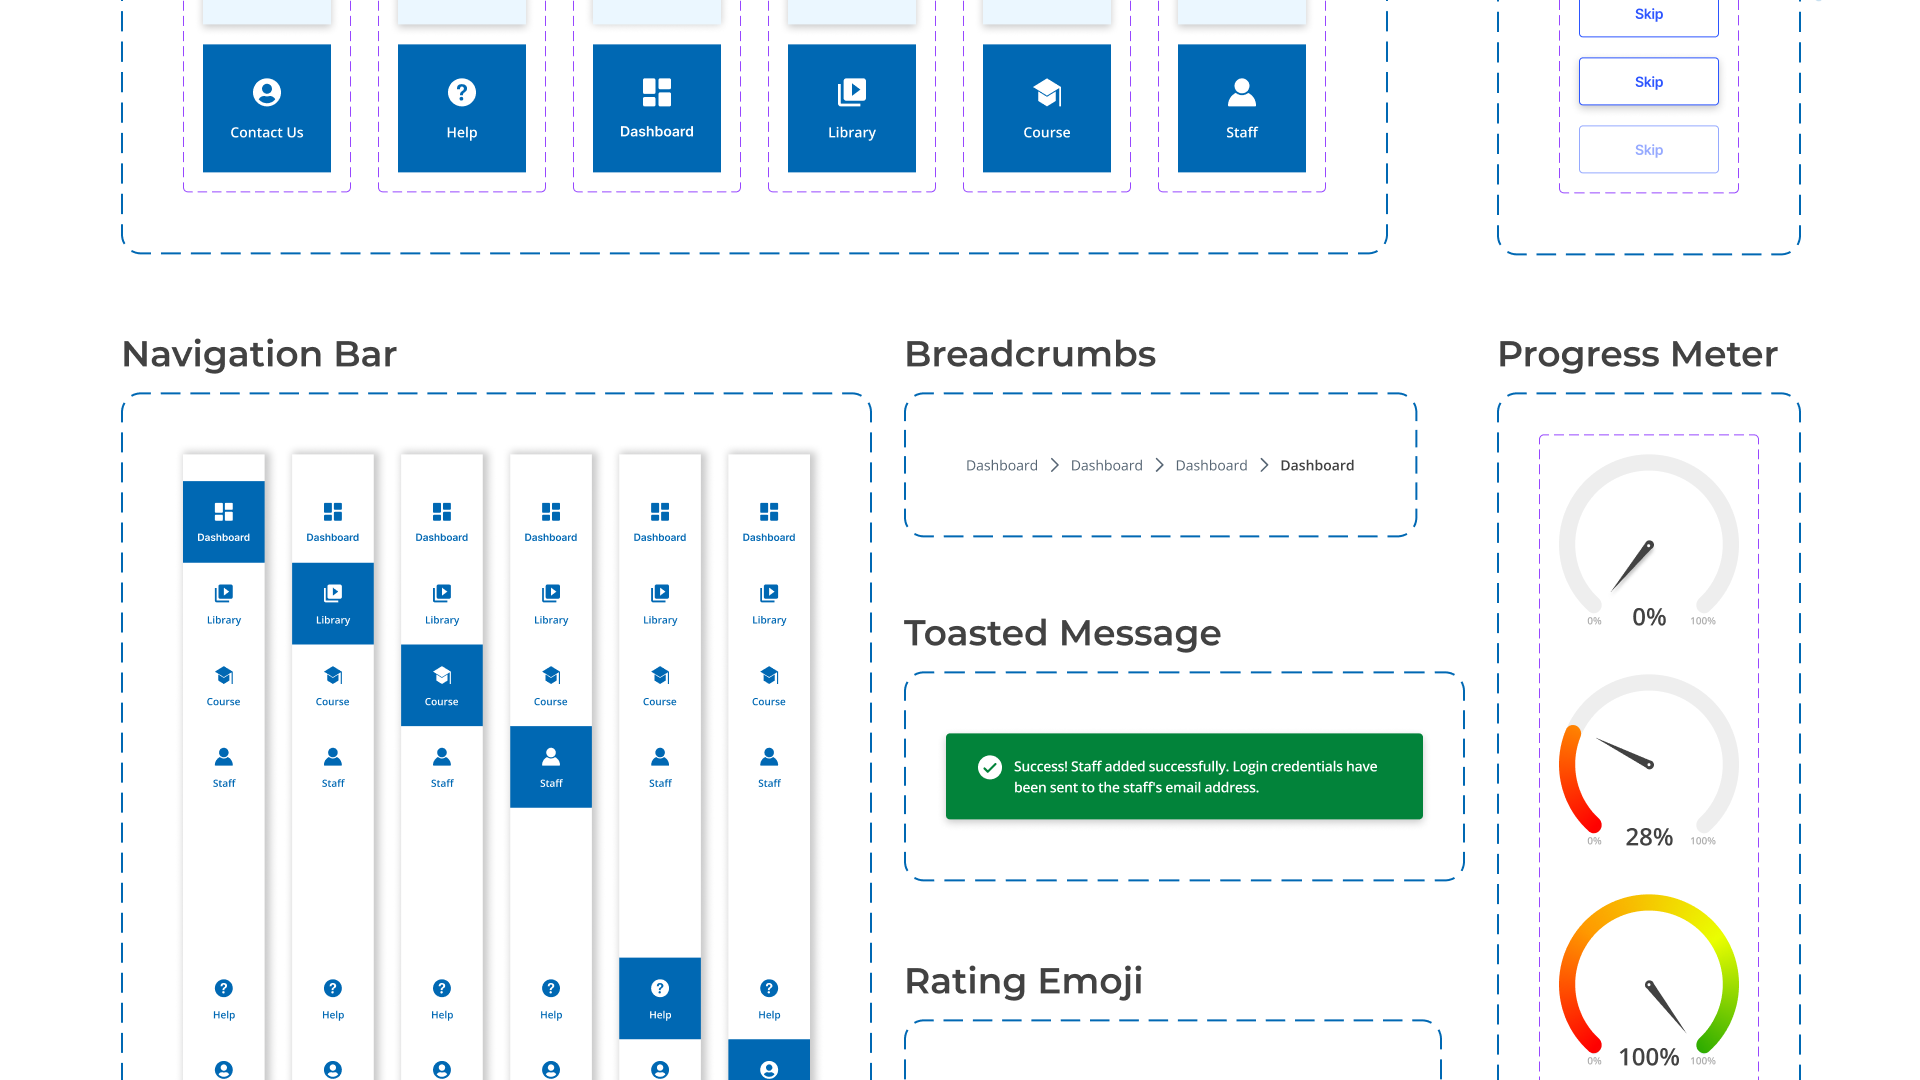 Contact Us
Help
Dashboard
Library
Course
Staff
Skip
Skip
Skip
Navigation Bar
Dashboard
Library
Course
Staff
Help
Dashboard
Library
Course
Staff
Help
Dashboard
Library
Course
Staff
Help
Dashboard
Library
Course
Staff
Help
Dashboard
Library
Course
Staff
Help
Dashboard
Library
Course
Staff
Help
Breadcrumbs
Dashboard > Dashboard > Dashboard > Dashboard
Toasted Message
Success! Staff added successfully. Login credentials have
been sent to the staff's email address.
Rating Emoji
Progress Meter
0% 0% 100%
0% 28% 100%
0% 100% 100%